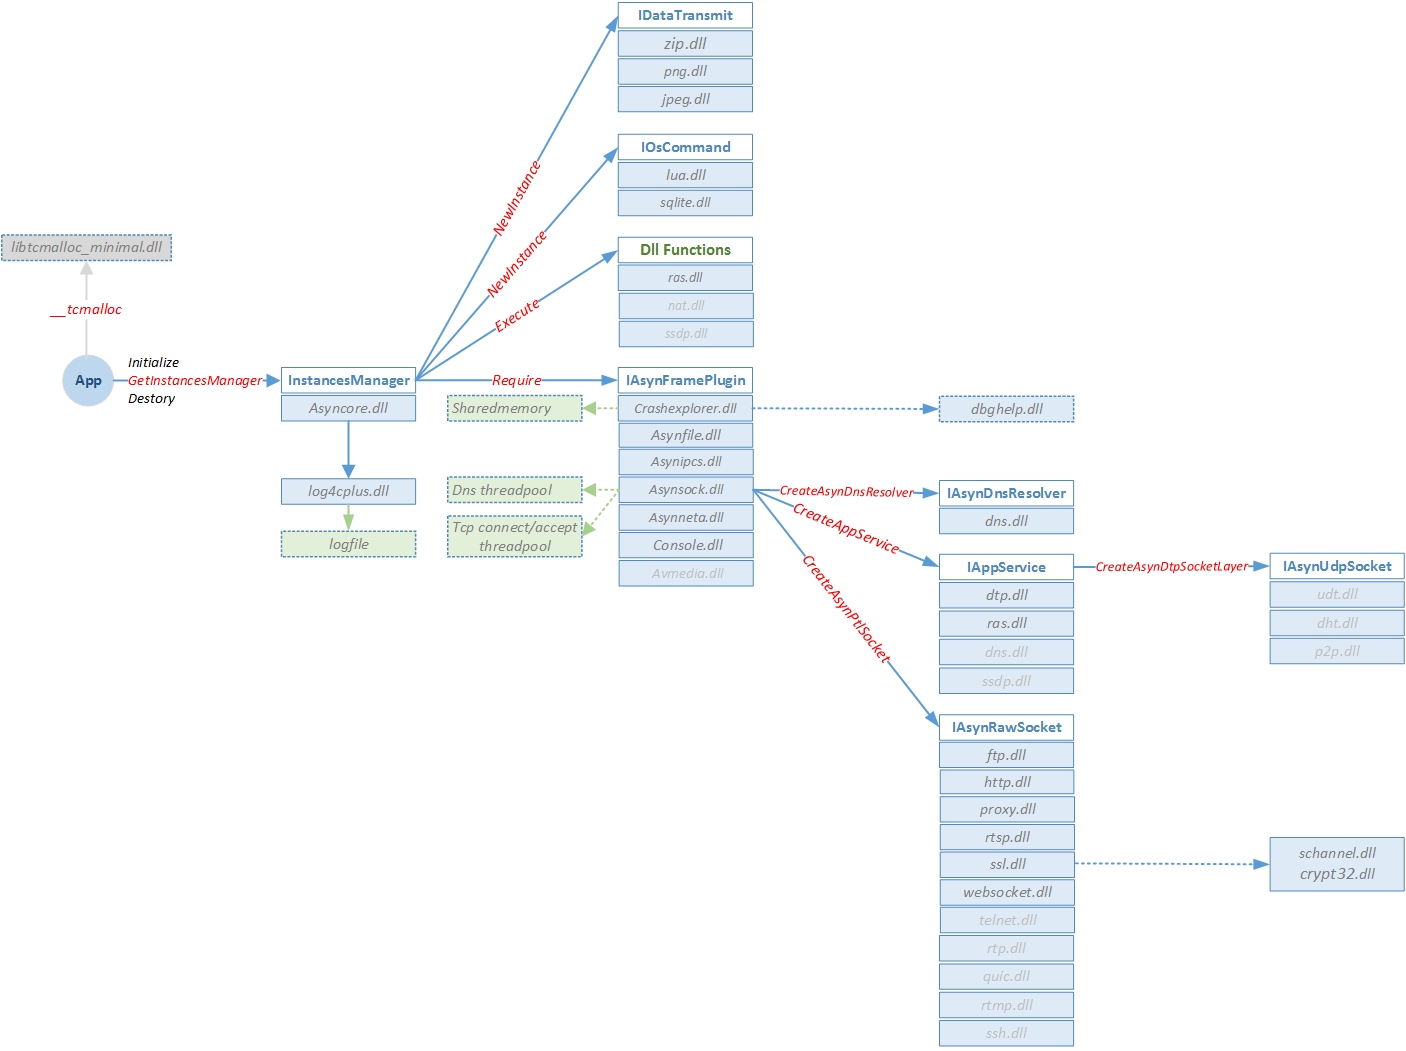 IDataTransmit
zip.dll
png.dll
jpeg.dll
NewInstance
IOsCommand
lua.dll
sqlite.dll
NewInstance
Dll Functions
ras.dll
nat.dll
ssdp.dll
Execute
libtcmalloc_minimal.dll
__tcmalloc
App
Initialize
GetInstancesManager
Destory
InstancesManager
Asyncore.dll
log4cplus.dll
logfile
Require
IAsynFramePlugin
Crashexplorer.dll
Asynfile.dll
Asynipcs.dll
Asynsock.dll
Asynneta.dll
Console.dll
Avmedia.dll
Sharedmemory
Dns threadpool
Tcp connect/accept
threadpool
dbghelp.dll
CreateAsynDnsResolver
IAsynDnsResolver
dns.dll
CreateAppService
IAppService
dtp.dll
ras.dll
dns.dll
ssdp.dll
CreateAsynDtpSocketLayer
IAsynUdpSocket
udt.dll
dht.dll
p2p.dll
CreateAsynPtlSocket
IAsynRawSocket
ftp.dll
http.dll
proxy.dll
rtsp.dll
ssl.dll
websocket.dll
telnet.dll
rtp.dll
quic.dll
rtmp.dll
ssh.dll
schannel.dll
crypt32.dll